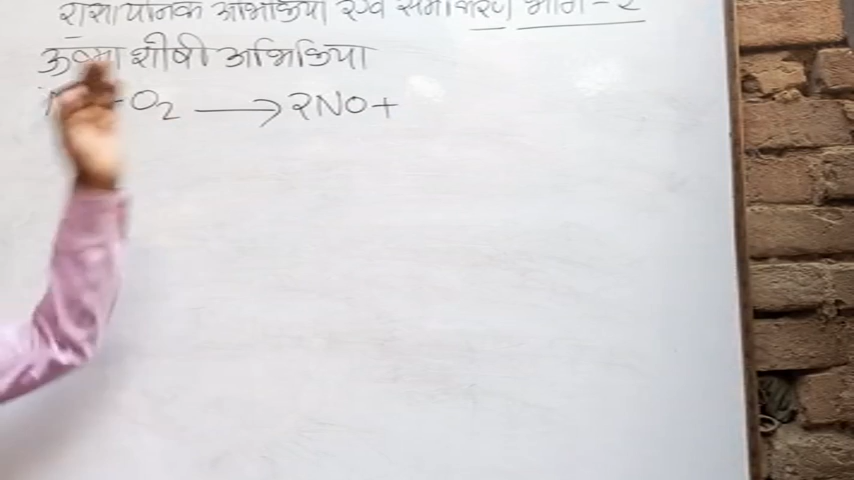 रासायनिक अभिक्रिया एवं समीकरण भाग - 2
ऊष्मा शोषी अभिक्रिया
+ O₂ ⟶ 2NO +